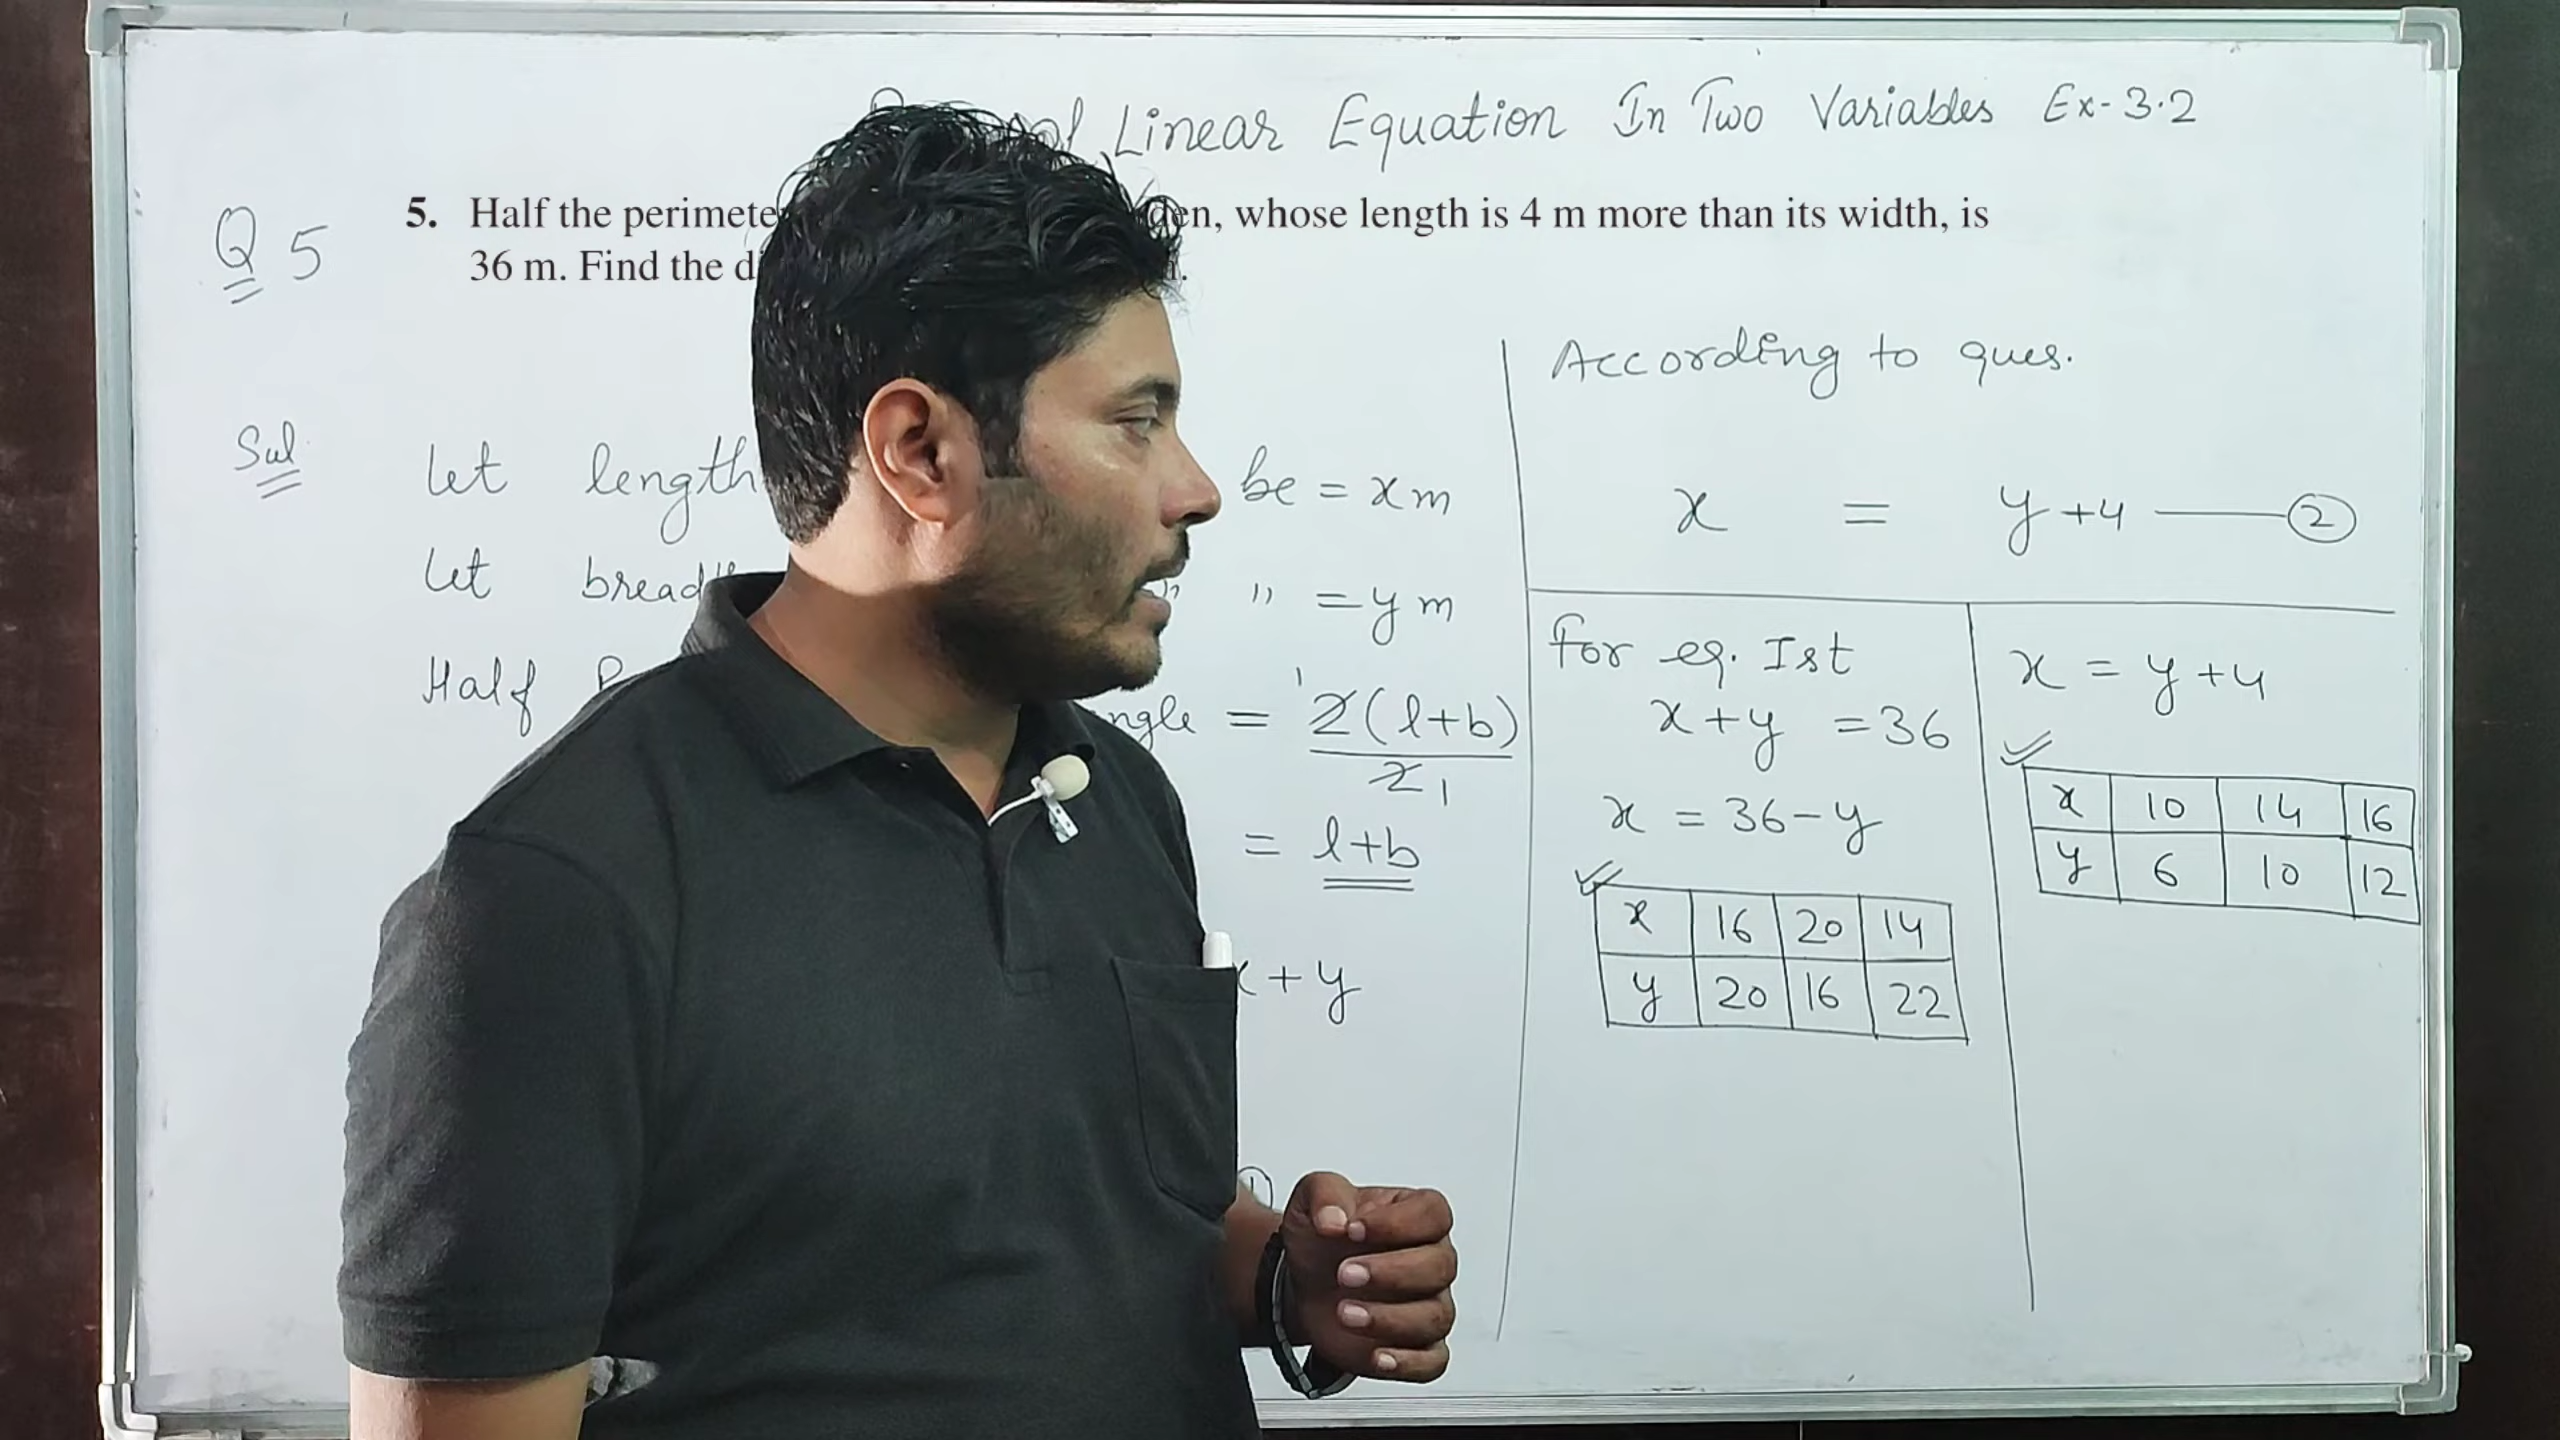 Linear Equation In Two Variables Ex-3.2
Q 5
5. Half the perimete den, whose length is 4 m more than its width, is
36 m. Find the d
Sol
Let length be = x m
Let bread " = y m
Half ngle = 2(l+b)
2 1
= l+b
x + y
1
According to ques.
x = y+4 — 2
For eq. Ist
x+y = 36
x = 36-y
x 16 20 14
y 20 16 22
x = y+4
x 10 14 16
y 6 10 12